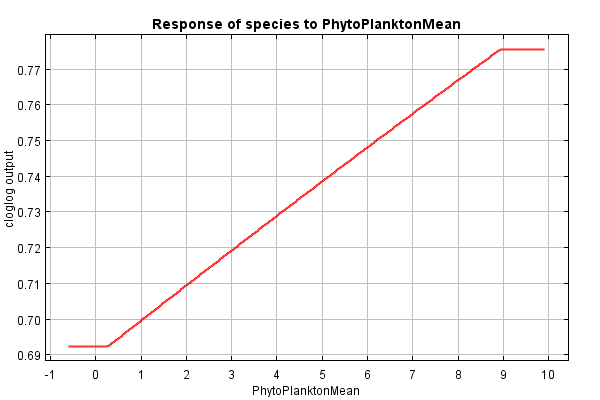 Response of species to PhytoPlanktonMean
0.77
0.76
0.75
0.74
0.73
0.72
0.71
0.70
0.69
cloglog output
-1 0 1 2 3 4 5 6 7 8 9 10
PhytoPlanktonMean